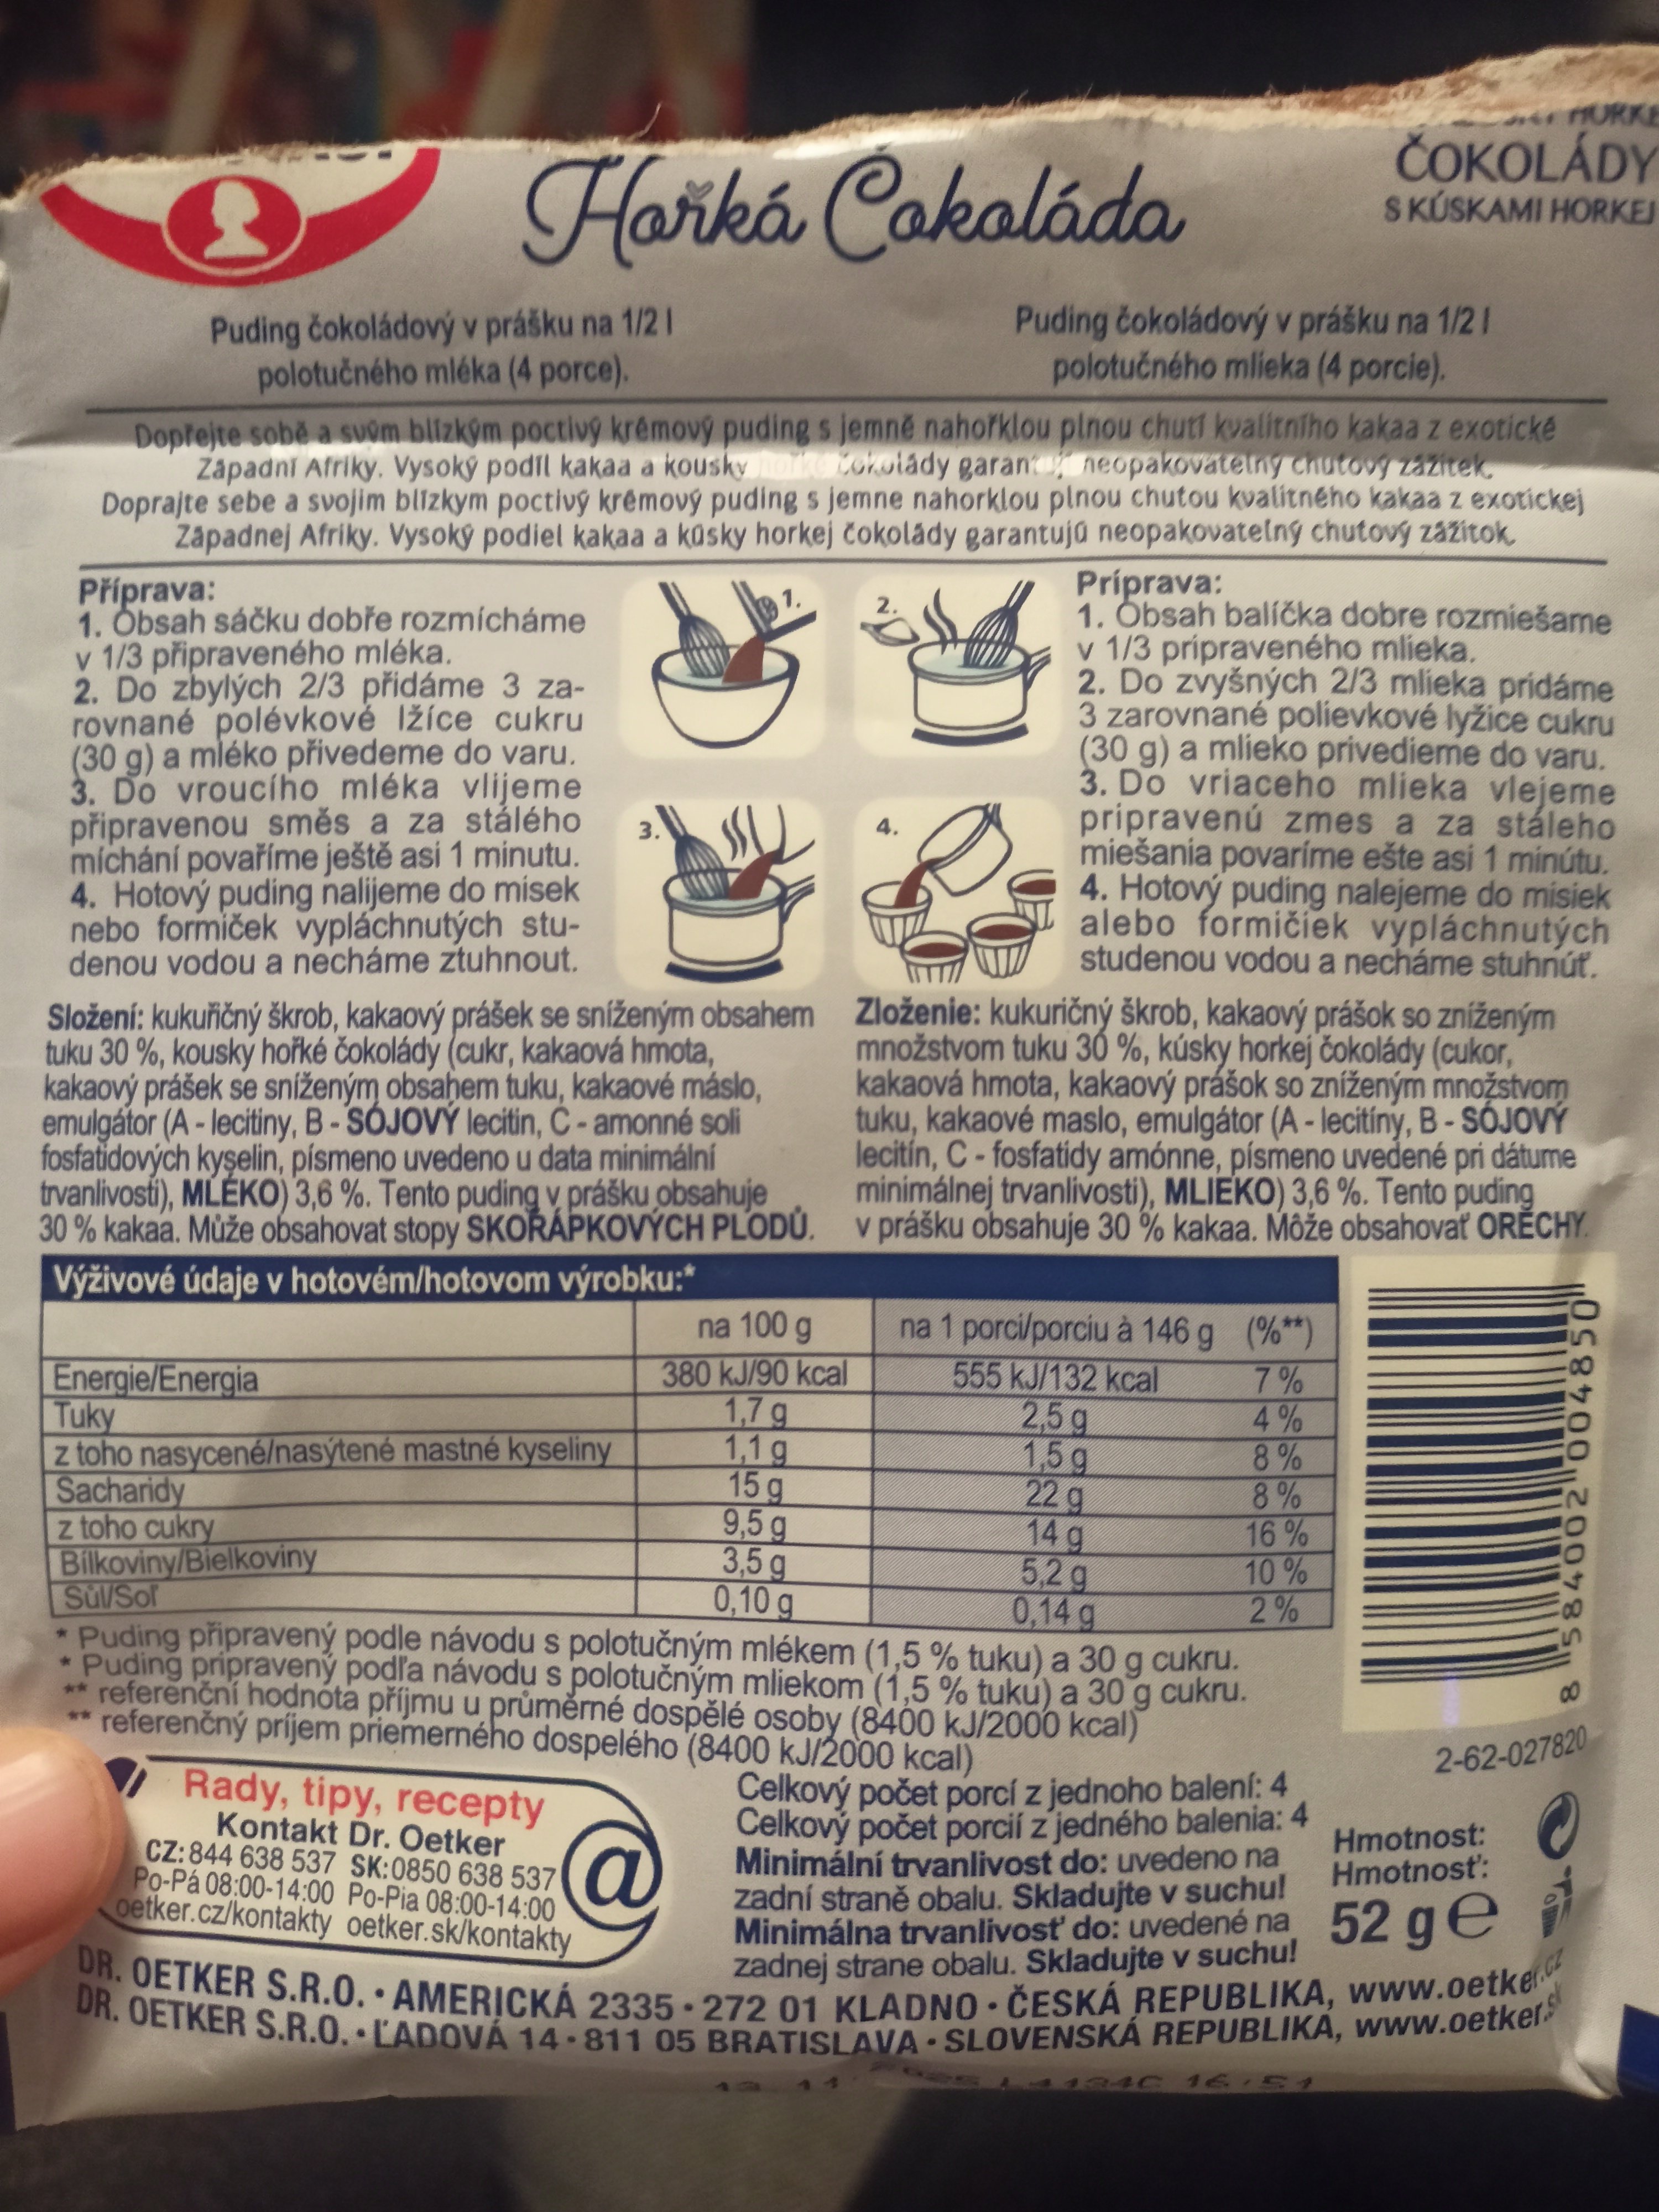 Hořká Čokoláda
ČOKOLÁDY
S KÚSKAMI HORKEJ
Puding čokoládový v prášku na 1/2 l
polotučného mléka (4 porce).
Puding čokoládový v prášku na 1/2 l
polotučného mlieka (4 porcie).
Dopřejte sobě a svým blízkým poctivý krémový puding s jemně nahořklou plnou chutí kvalitního kakaa z exotické
Západní Afriky. Vysoký podíl kakaa a kousky hořké čokolády garantují neopakovatelný chuťový zážitek.
Doprajte sebe a svojim blízkym poctivý krémový puding s jemne nahorklou plnou chuťou kvalitného kakaa z exotickej
Západnej Afriky. Vysoký podiel kakaa a kúsky horkej čokolády garantujú neopakovateľný chuťový zážitok.
Příprava:
1. Obsah sáčku dobře rozmícháme
v 1/3 připraveného mléka.
2. Do zbylých 2/3 přidáme 3 za-
rovnané polévkové lžíce cukru
(30 g) a mléko přivedeme do varu.
3. Do vroucího mléka vlijeme
připravenou směs a za stálého
míchání povaříme ještě asi 1 minutu.
4. Hotový puding nalijeme do misek
nebo formiček vypláchnutých stu-
denou vodou a necháme ztuhnout.
1.
2.
3.
4.
Príprava:
1. Obsah balíčka dobre rozmiešame
v 1/3 pripraveného mlieka.
2. Do zvyšných 2/3 mlieka pridáme
3 zarovnané polievkové lyžice cukru
(30 g) a mlieko privedieme do varu.
3. Do vriaceho mlieka vlejeme
pripravenú zmes a za stáleho
miešania povaríme ešte asi 1 minútu.
4. Hotový puding nalejeme do misiek
alebo formičiek vypláchnutých
studenou vodou a necháme stuhnúť.
Složení: kukuřičný škrob, kakaový prášek se sníženým obsahem
tuku 30 %, kousky hořké čokolády (cukr, kakaová hmota,
kakaový prášek se sníženým obsahem tuku, kakaové máslo,
emulgátor (A - lecitiny, B - SÓJOVÝ lecitin, C - amonné soli
fosfatidových kyselin, písmeno uvedeno u data minimální
trvanlivosti), MLÉKO) 3,6 %. Tento puding v prášku obsahuje
30 % kakaa. Může obsahovat stopy SKOŘÁPKOVÝCH PLODŮ.
Zloženie: kukuričný škrob, kakaový prášok so zníženým
množstvom tuku 30 %, kúsky horkej čokolády (cukor,
kakaová hmota, kakaový prášok so zníženým množstvom
tuku, kakaové maslo, emulgátor (A - lecitíny, B - SÓJOVÝ
lecitín, C - fosfatidy amónne, písmeno uvedené pri dátume
minimálnej trvanlivosti), MLIEKO) 3,6 %. Tento puding
v prášku obsahuje 30 % kakaa. Môže obsahovať ORECHY.
Výživové údaje v hotovém/hotovom výrobku:*
na 100 g na 1 porci/porciu à 146 g (%**)
Energie/Energia 380 kJ/90 kcal 555 kJ/132 kcal 7 %
Tuky 1,7 g 2,5 g 4 %
z toho nasycené/nasýtené mastné kyseliny 1,1 g 1,5 g 8 %
Sacharidy 15 g 22 g 8 %
z toho cukry 9,5 g 14 g 16 %
Bílkoviny/Bielkoviny 3,5 g 5,2 g 10 %
Sůl/Soľ 0,10 g 0,14 g 2 %
* Puding připravený podle návodu s polotučným mlékem (1,5 % tuku) a 30 g cukru.
* Puding pripravený podľa návodu s polotučným mliekom (1,5 % tuku) a 30 g cukru.
** referenční hodnota příjmu u průměrné dospělé osoby (8400 kJ/2000 kcal)
** referenčný príjem priemerného dospelého (8400 kJ/2000 kcal)
8 584002 004850
2-62-027820
Rady, tipy, recepty
Kontakt Dr. Oetker
CZ: 844 638 537 SK: 0850 638 537
Po-Pá 08:00-14:00 Po-Pia 08:00-14:00
oetker.cz/kontakty oetker.sk/kontakty
@
Celkový počet porcí z jednoho balení: 4
Celkový počet porcií z jedného balenia: 4
Minimální trvanlivost do: uvedeno na
zadní straně obalu. Skladujte v suchu!
Minimálna trvanlivosť do: uvedené na
zadnej strane obalu. Skladujte v suchu!
Hmotnost:
Hmotnosť:
52 g e
DR. OETKER S.R.O. • AMERICKÁ 2335 • 272 01 KLADNO • ČESKÁ REPUBLIKA, www.oetker.cz
DR. OETKER S.R.O. • ĽADOVÁ 14 • 811 05 BRATISLAVA • SLOVENSKÁ REPUBLIKA, www.oetker.sk